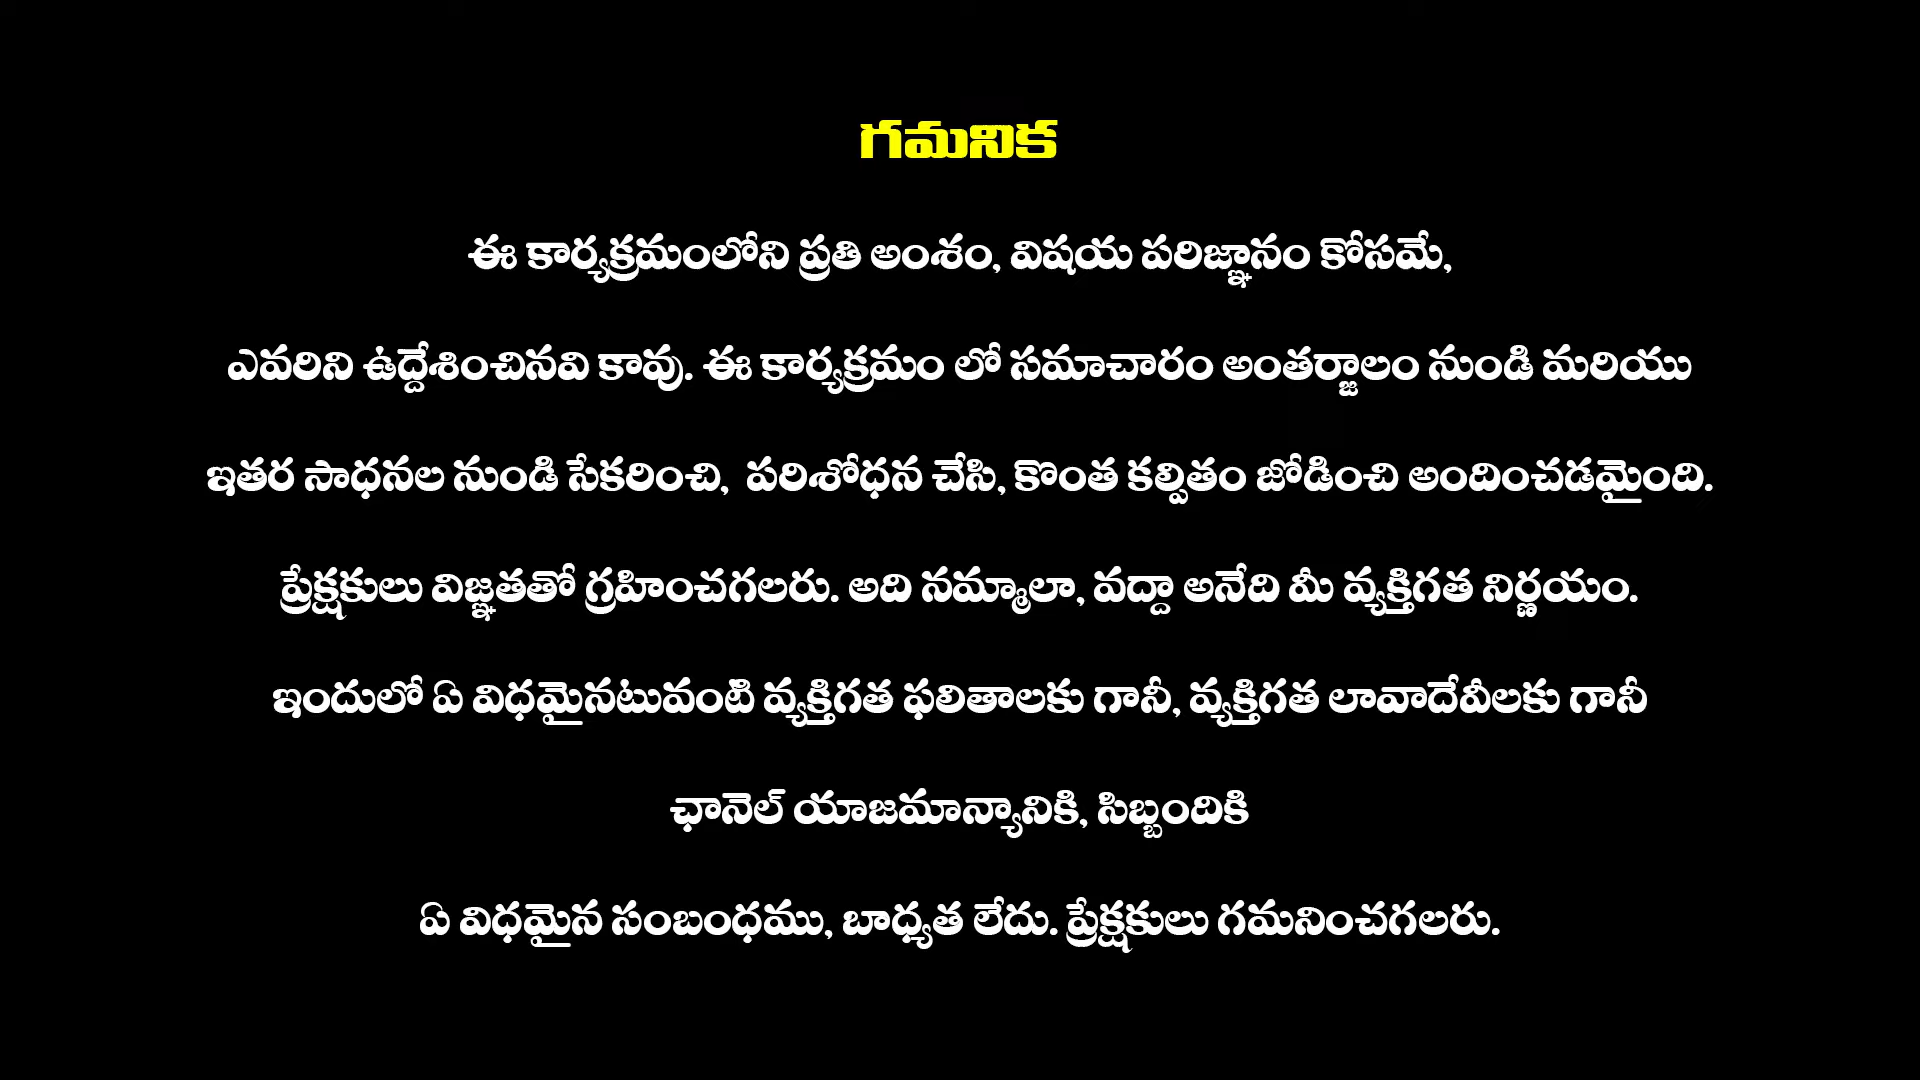 గమనిక
ఈ కార్యక్రమంలోని ప్రతి అంశం, విషయ పరిజ్ఞానం కోసమే,
ఎవరిని ఉద్దేశించినవి కావు. ఈ కార్యక్రమం లో సమాచారం అంతర్జాలం నుండి మరియు
ఇతర సాధనల నుండి సేకరించి, పరిశోధన చేసి, కొంత కల్పితం జోడించి అందించడమైంది.
ప్రేక్షకులు విజ్ఞతతో గ్రహించగలరు. అది నమ్మాలా, వద్దా అనేది మీ వ్యక్తిగత నిర్ణయం.
ఇందులో ఏ విధమైనటువంటి వ్యక్తిగత ఫలితాలకు గానీ, వ్యక్తిగత లావాదేవీలకు గానీ
ఛానెల్ యాజమాన్యానికి, సిబ్బందికి
ఏ విధమైన సంబంధము, బాధ్యత లేదు. ప్రేక్షకులు గమనించగలరు.